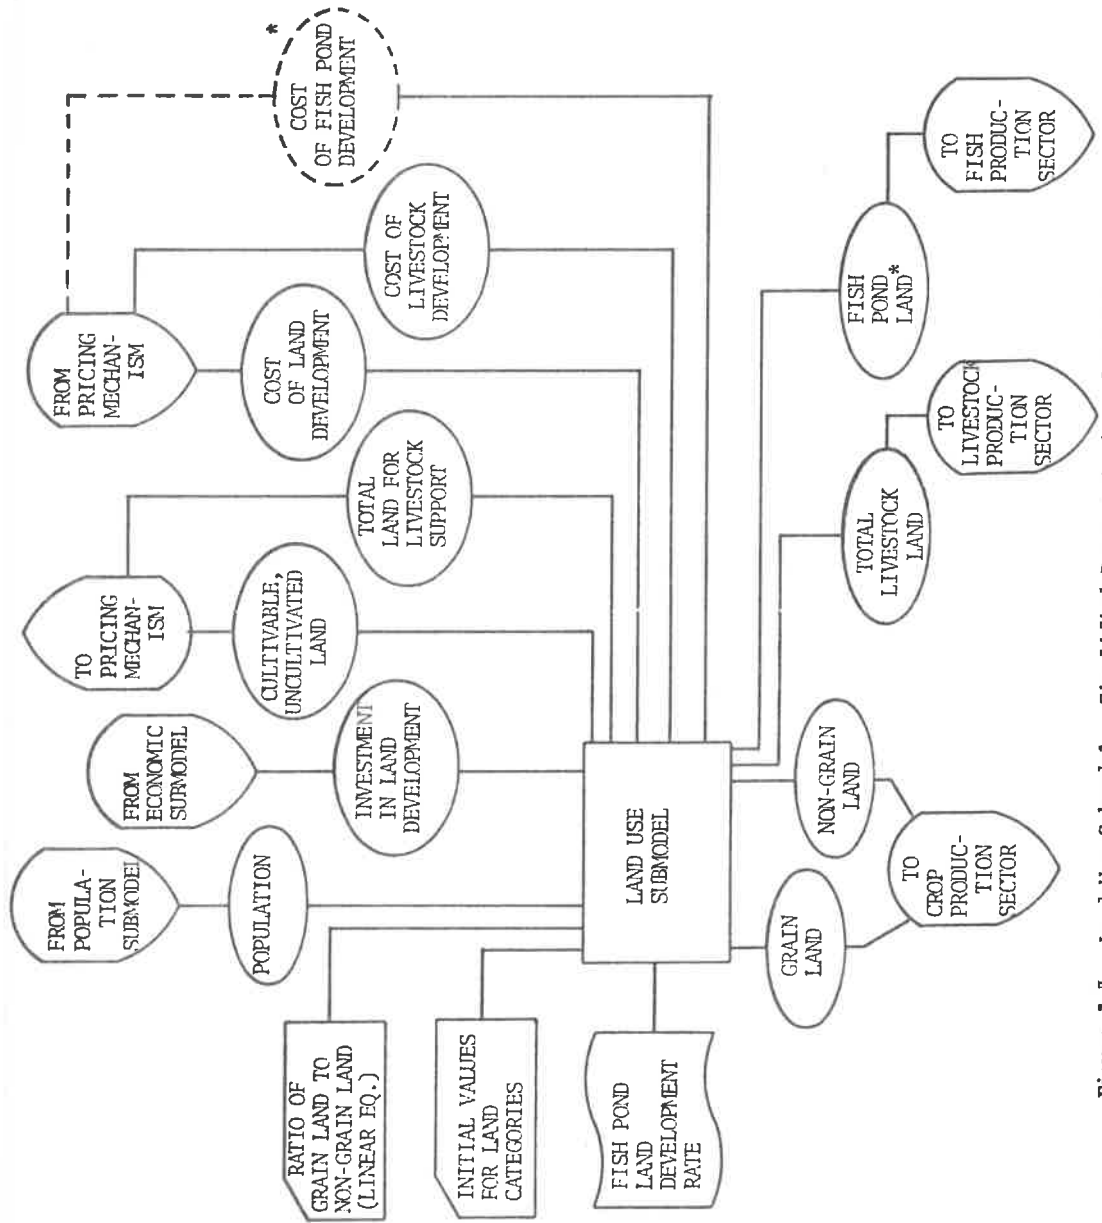 COST
OF FISH POND
DEVELOPMENT
*
FROM
PRICING
MECHAN-
ISM
COST OF
LIVESTOCK
DEVELOPMENT
COST
OF LAND
DEVELOPMENT
TO PRICING
MECHAN-
ISM
TOTAL
LAND FOR
LIVESTOCK
SUPPORT
CULTIVABLE,
UNCULTIVATED
LAND
FROM
ECONOMIC
SUBMODEL
INVESTMENT
IN LAND
DEVELOPMENT
FROM
POPULA-
TION
SUBMODEL
POPULATION
RATIO OF
GRAIN LAND TO
NON-GRAIN LAND
(LINEAR EQ.)
INITIAL VALUES
FOR LAND
CATEGORIES
FISH POND
LAND
DEVELOPMENT
RATE
LAND USE
SUBMODEL
GRAIN
LAND
NON-GRAIN
LAND
TO
CROP
PRODUC-
TION
SECTOR
TOTAL
LIVESTOCK
LAND
TO
LIVESTOCK
PRODUC-
TION
SECTOR
FISH
POND
LAND*
TO
FISH
PRODUC-
TION
SECTOR